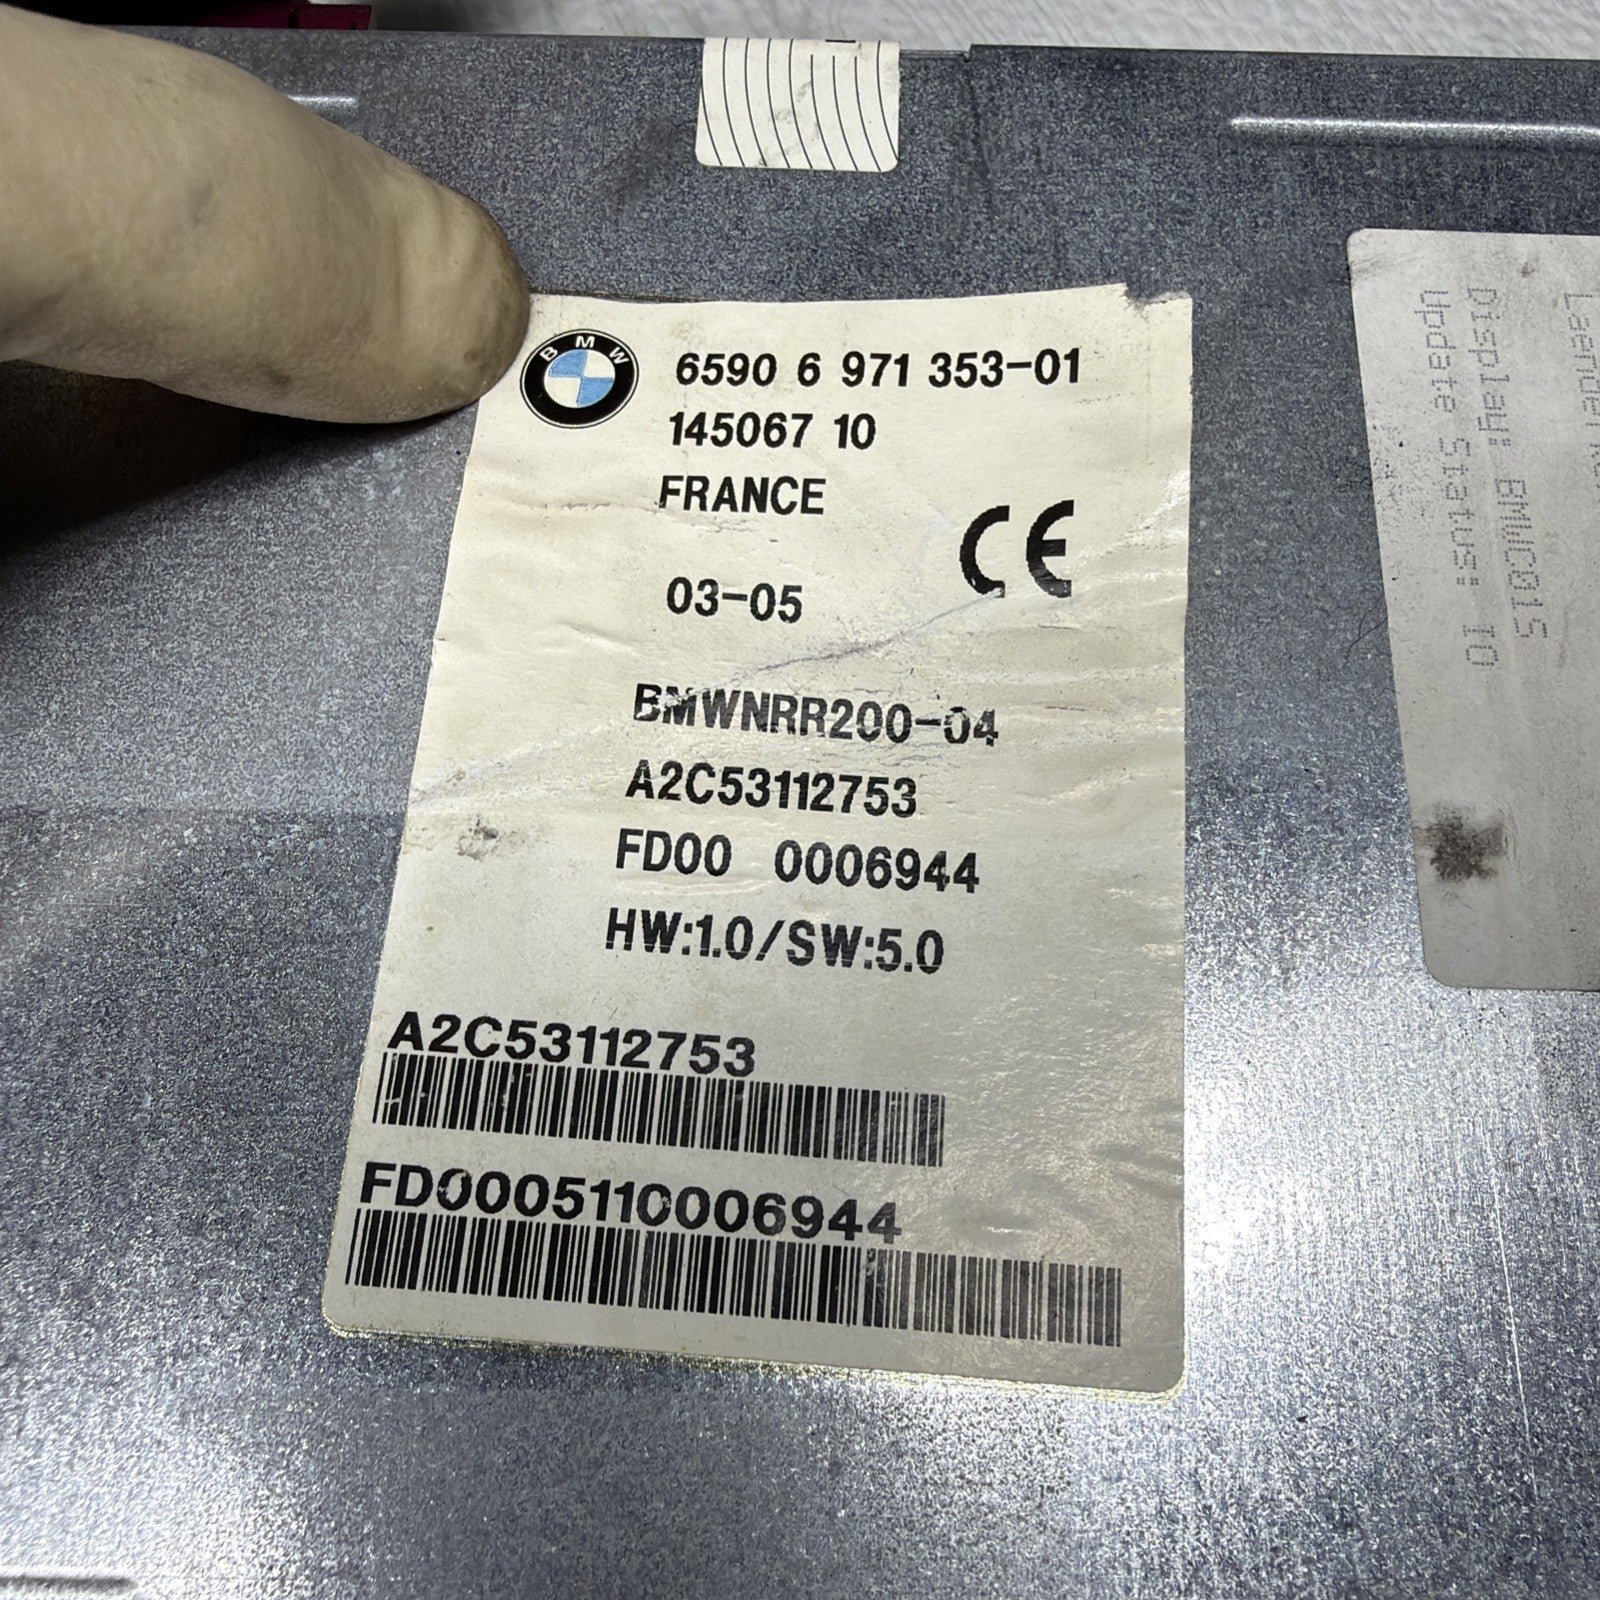 BMW
6590 6 971 353-01
145067 10
FRANCE
CE
03-05
BMWNRR200-04
A2C53112753
FD00 0006944
HW:1.0/SW:5.0
A2C53112753
FD0005110006944
Display: BMWC01S
Update Status: 10